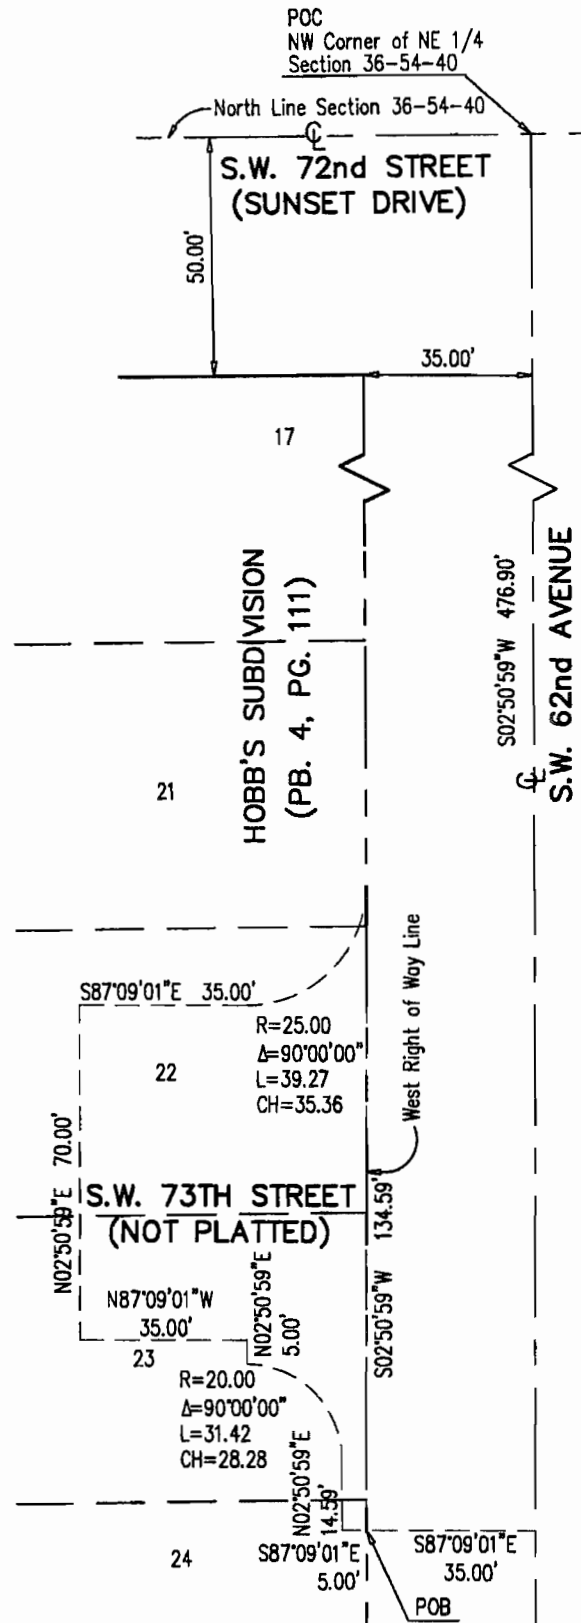 POC
NW Corner of NE 1/4
Section 36-54-40
North Line Section 36-54-40
CL
S.W. 72nd STREET
(SUNSET DRIVE)
50.00'
35.00'
17
HOBB'S SUBDIVISION
(PB. 4, PG. 111)
S02°50'59"W 476.90'
S.W. 62nd AVENUE
CL
21
West Right of Way Line
S87°09'01"E 35.00'
R=25.00
Δ=90°00'00"
L=39.27
CH=35.36
22
N02°50'59"E 70.00'
S.W. 73TH STREET
(NOT PLATTED)
S02°50'59"W 134.59'
N87°09'01"W
35.00'
N02°50'59"E
5.00'
23
R=20.00
Δ=90°00'00"
L=31.42
CH=28.28
N02°50'59"E
14.59'
24
S87°09'01"E
5.00'
S87°09'01"E
35.00'
POB